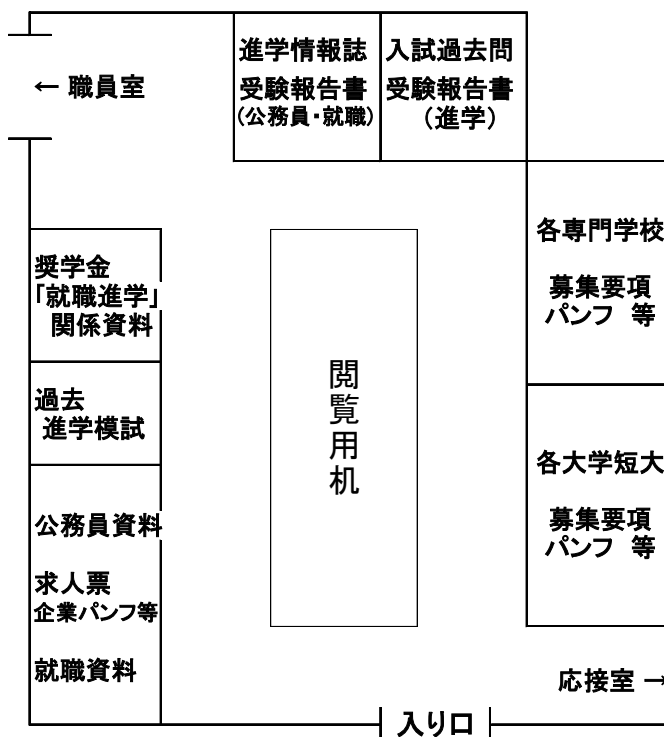 ← 職員室
進学情報誌
受験報告書
(公務員・就職)
入試過去問
受験報告書
(進学)
奨学金
「就職進学」
関係資料
過去
進学模試
公務員資料
求人票
企業パンフ等
就職資料
閲覧用机
各専門学校
募集要項
パンフ 等
各大学短大
募集要項
パンフ 等
応接室 →
入り口